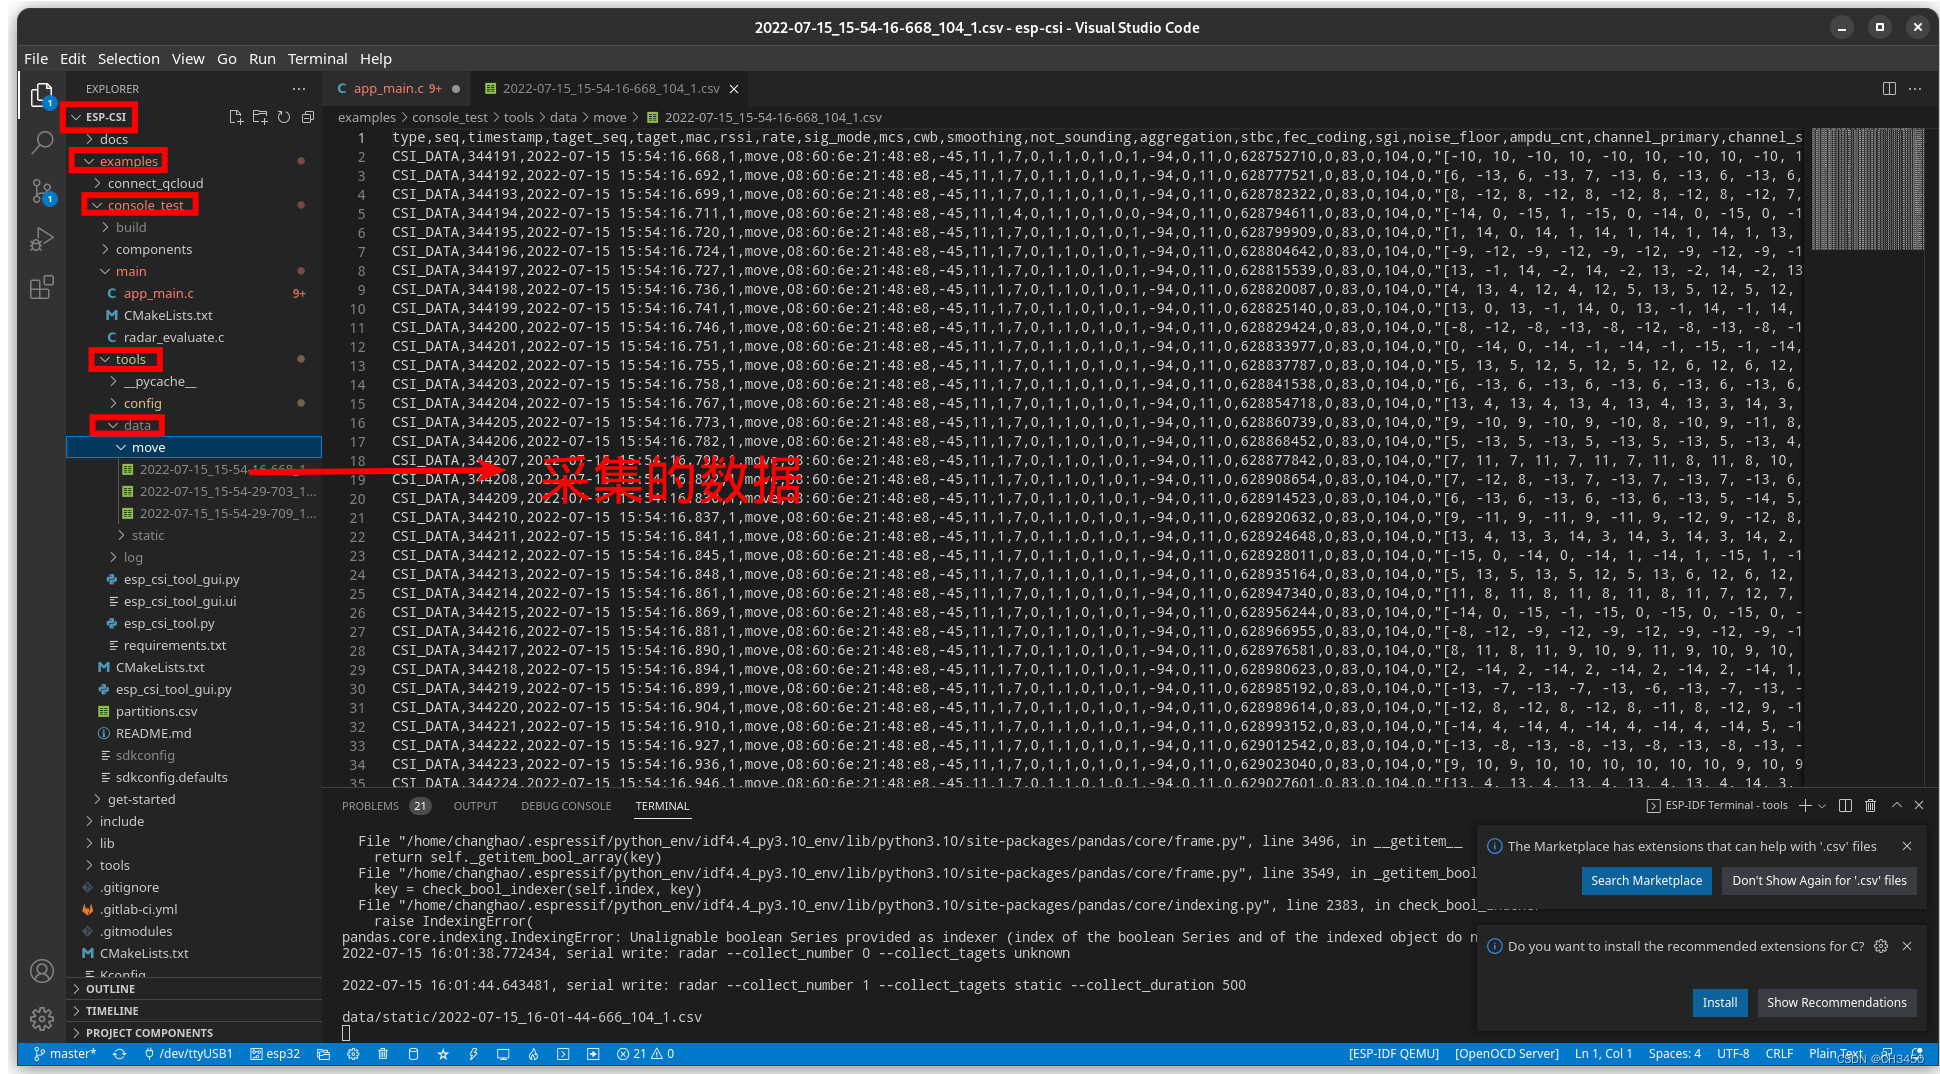 2022-07-15_15-54-16-668_104_1.csv - esp-csi - Visual Studio Code
File Edit Selection View Go Run Terminal Help
EXPLORER
ESP-CSI
docs
examples
connect_qcloud
console_test
build
components
main
app_main.c 9+
CMakeLists.txt
radar_evaluate.c
tools
__pycache__
config
data
move
2022-07-15_15-54-16-668_1...
2022-07-15_15-54-29-703_1...
2022-07-15_15-54-29-709_1...
static
log
esp_csi_tool_gui.py
esp_csi_tool_gui.ui
esp_csi_tool.py
requirements.txt
CMakeLists.txt
esp_csi_tool_gui.py
partitions.csv
README.md
sdkconfig
sdkconfig.defaults
get-started
include
lib
tools
.gitignore
.gitlab-ci.yml
.gitmodules
CMakeLists.txt
Kconfig
OUTLINE
TIMELINE
PROJECT COMPONENTS
app_main.c 9+ 2022-07-15_15-54-16-668_104_1.csv
examples > console_test > tools > data > move > 2022-07-15_15-54-16-668_104_1.csv
1 type,seq,timestamp,taget_seq,taget,mac,rssi,rate,sig_mode,mcs,cwb,smoothing,not_sounding,aggregation,stbc,fec_coding,sgi,noise_floor,ampdu_cnt,channel_primary,channel_s
2 CSI_DATA,344191,2022-07-15 15:54:16.668,1,move,08:60:6e:21:48:e8,-45,11,1,7,0,1,1,0,1,0,1,-94,0,11,0,628752710,0,83,0,104,0,"[-10, 10, -10, 10, -10, 10, -10, 10, -10, 1
3 CSI_DATA,344192,2022-07-15 15:54:16.692,1,move,08:60:6e:21:48:e8,-45,11,1,7,0,1,1,0,1,0,1,-94,0,11,0,628777521,0,83,0,104,0,"[6, -13, 6, -13, 7, -13, 6, -13, 6, -13, 6,
4 CSI_DATA,344193,2022-07-15 15:54:16.699,1,move,08:60:6e:21:48:e8,-45,11,1,7,0,1,1,0,1,0,1,-94,0,11,0,628782322,0,83,0,104,0,"[8, -12, 8, -12, 8, -12, 8, -12, 8, -12, 7,
5 CSI_DATA,344194,2022-07-15 15:54:16.711,1,move,08:60:6e:21:48:e8,-45,11,1,4,0,1,1,0,1,0,0,-94,0,11,0,628794611,0,83,0,104,0,"[-14, 0, -15, 1, -15, 0, -14, 0, -15, 0, -1
6 CSI_DATA,344195,2022-07-15 15:54:16.720,1,move,08:60:6e:21:48:e8,-45,11,1,7,0,1,1,0,1,0,1,-94,0,11,0,628799909,0,83,0,104,0,"[1, 14, 0, 14, 1, 14, 1, 14, 1, 14, 1, 13,
7 CSI_DATA,344196,2022-07-15 15:54:16.724,1,move,08:60:6e:21:48:e8,-45,11,1,7,0,1,1,0,1,0,1,-94,0,11,0,628804642,0,83,0,104,0,"[-9, -12, -9, -12, -9, -12, -9, -12, -9, -1
8 CSI_DATA,344197,2022-07-15 15:54:16.727,1,move,08:60:6e:21:48:e8,-45,11,1,7,0,1,1,0,1,0,1,-94,0,11,0,628815539,0,83,0,104,0,"[13, -1, 14, -2, 14, -2, 13, -2, 14, -2, 13
9 CSI_DATA,344198,2022-07-15 15:54:16.736,1,move,08:60:6e:21:48:e8,-45,11,1,7,0,1,1,0,1,0,1,-94,0,11,0,628820087,0,83,0,104,0,"[4, 13, 4, 12, 4, 12, 5, 13, 5, 12, 5, 12,
10 CSI_DATA,344199,2022-07-15 15:54:16.741,1,move,08:60:6e:21:48:e8,-45,11,1,7,0,1,1,0,1,0,1,-94,0,11,0,628825140,0,83,0,104,0,"[13, 0, 13, -1, 14, 0, 13, -1, 14, -1, 14,
11 CSI_DATA,344200,2022-07-15 15:54:16.746,1,move,08:60:6e:21:48:e8,-45,11,1,7,0,1,1,0,1,0,1,-94,0,11,0,628829424,0,83,0,104,0,"[-8, -12, -8, -13, -8, -12, -8, -13, -8, -1
12 CSI_DATA,344201,2022-07-15 15:54:16.751,1,move,08:60:6e:21:48:e8,-45,11,1,7,0,1,1,0,1,0,1,-94,0,11,0,628833977,0,83,0,104,0,"[0, -14, 0, -14, -1, -14, -1, -15, -1, -14,
13 CSI_DATA,344202,2022-07-15 15:54:16.755,1,move,08:60:6e:21:48:e8,-45,11,1,7,0,1,1,0,1,0,1,-94,0,11,0,628837787,0,83,0,104,0,"[5, 13, 5, 12, 5, 12, 5, 12, 6, 12, 6, 12,
14 CSI_DATA,344203,2022-07-15 15:54:16.758,1,move,08:60:6e:21:48:e8,-45,11,1,7,0,1,1,0,1,0,1,-94,0,11,0,628841538,0,83,0,104,0,"[6, -13, 6, -13, 6, -13, 6, -13, 6, -13, 6,
15 CSI_DATA,344204,2022-07-15 15:54:16.767,1,move,08:60:6e:21:48:e8,-45,11,1,7,0,1,1,0,1,0,1,-94,0,11,0,628854718,0,83,0,104,0,"[13, 4, 13, 4, 13, 4, 13, 4, 13, 3, 14, 3,
16 CSI_DATA,344205,2022-07-15 15:54:16.773,1,move,08:60:6e:21:48:e8,-45,11,1,7,0,1,1,0,1,0,1,-94,0,11,0,628860739,0,83,0,104,0,"[-9, -10, -9, -10, -9, -10, -8, -10, -9, -11, -8
17 CSI_DATA,344206,2022-07-15 15:54:16.782,1,move,08:60:6e:21:48:e8,-45,11,1,7,0,1,1,0,1,0,1,-94,0,11,0,628868452,0,83,0,104,0,"[-5, -13, -5, -13, -5, -13, -5, -13, -5, -13, -4,
18 CSI_DATA,344207,2022-07-15 15:54:16.792,1,move,08:60:6e:21:48:e8,-45,11,1,7,0,1,1,0,1,0,1,-94,0,11,0,628877842,0,83,0,104,0,"[7, 11, 7, 11, 7, 11, 7, 11, 8, 11, 8, 10,
19 CSI_DATA,344208,2022-07-15 :e8,-45,11,1,7,0,1,1,0,1,0,1,-94,0,11,0,628908654,0,83,0,104,0,"[7, -12, 8, -13, 7, -13, 7, -13, 7, -13, 6,
20 CSI_DATA,344209,2022-07-15 :e8,-45,11,1,7,0,1,1,0,1,0,1,-94,0,11,0,628914523,0,83,0,104,0,"[6, -13, 6, -13, 6, -13, 6, -13, 5, -14, 5,
采集的数据
21 CSI_DATA,344210,2022-07-15 15:54:16.837,1,move,08:60:6e:21:48:e8,-45,11,1,7,0,1,1,0,1,0,1,-94,0,11,0,628920632,0,83,0,104,0,"[9, -11, 9, -11, 9, -11, 9, -12, 9, -12, 8,
22 CSI_DATA,344211,2022-07-15 15:54:16.841,1,move,08:60:6e:21:48:e8,-45,11,1,7,0,1,1,0,1,0,1,-94,0,11,0,628924648,0,83,0,104,0,"[13, 4, 13, 3, 14, 3, 14, 3, 14, 3, 14, 2,
23 CSI_DATA,344212,2022-07-15 15:54:16.845,1,move,08:60:6e:21:48:e8,-45,11,1,7,0,1,1,0,1,0,1,-94,0,11,0,628928011,0,83,0,104,0,"[-15, 0, -14, 0, -14, 1, -14, 1, -15, 1, -1
24 CSI_DATA,344213,2022-07-15 15:54:16.848,1,move,08:60:6e:21:48:e8,-45,11,1,7,0,1,1,0,1,0,1,-94,0,11,0,628935164,0,83,0,104,0,"[5, 13, 5, 13, 5, 12, 5, 13, 6, 12, 6, 12,
25 CSI_DATA,344214,2022-07-15 15:54:16.861,1,move,08:60:6e:21:48:e8,-45,11,1,7,0,1,1,0,1,0,1,-94,0,11,0,628947340,0,83,0,104,0,"[11, 8, 11, 8, 11, 8, 11, 8, 11, 7, 12, 7,
26 CSI_DATA,344215,2022-07-15 15:54:16.869,1,move,08:60:6e:21:48:e8,-45,11,1,7,0,1,1,0,1,0,1,-94,0,11,0,628956244,0,83,0,104,0,"[-14, 0, -15, -1, -15, 0, -15, 0, -15, 0, -
27 CSI_DATA,344216,2022-07-15 15:54:16.881,1,move,08:60:6e:21:48:e8,-45,11,1,7,0,1,1,0,1,0,1,-94,0,11,0,628966955,0,83,0,104,0,"[-8, -12, -9, -12, -9, -12, -9, -12, -9, -1
28 CSI_DATA,344217,2022-07-15 15:54:16.890,1,move,08:60:6e:21:48:e8,-45,11,1,7,0,1,1,0,1,0,1,-94,0,11,0,628976581,0,83,0,104,0,"[8, 11, 8, 11, 9, 10, 9, 11, 9, 10, 9, 10,
29 CSI_DATA,344218,2022-07-15 15:54:16.894,1,move,08:60:6e:21:48:e8,-45,11,1,7,0,1,1,0,1,0,1,-94,0,11,0,628980623,0,83,0,104,0,"[2, -14, 2, -14, 2, -14, 2, -14, 2, -14, 1,
30 CSI_DATA,344219,2022-07-15 15:54:16.899,1,move,08:60:6e:21:48:e8,-45,11,1,7,0,1,1,0,1,0,1,-94,0,11,0,628985192,0,83,0,104,0,"[-13, -7, -13, -7, -13, -6, -13, -7, -13, -
31 CSI_DATA,344220,2022-07-15 15:54:16.904,1,move,08:60:6e:21:48:e8,-45,11,1,7,0,1,1,0,1,0,1,-94,0,11,0,628989614,0,83,0,104,0,"[-12, 8, -12, 8, -12, 8, -11, 8, -12, 9, -1
32 CSI_DATA,344221,2022-07-15 15:54:16.910,1,move,08:60:6e:21:48:e8,-45,11,1,7,0,1,1,0,1,0,1,-94,0,11,0,628993152,0,83,0,104,0,"[-14, 4, -14, -4, -14, 4, -14, 4, -14, 5, -1
33 CSI_DATA,344222,2022-07-15 15:54:16.927,1,move,08:60:6e:21:48:e8,-45,11,1,7,0,1,1,0,1,0,1,-94,0,11,0,629012542,0,83,0,104,0,"[-13, -8, -13, -8, -13, -8, -13, -8, -13, -
34 CSI_DATA,344223,2022-07-15 15:54:16.936,1,move,08:60:6e:21:48:e8,-45,11,1,7,0,1,1,0,1,0,1,-94,0,11,0,629023040,0,83,0,104,0,"[9, 10, 9, 10, 10, 10, 10, 10, 10, 9, 10, 9
35 CSI_DATA,344224,2022-07-15 15:54:16.946,1,move,08:60:6e:21:48:e8,-45,11,1,7,0,1,1,0,1,0,1,-94,0,11,0,629027601,0,83,0,104,0,"[13, 4, 13, 4, 13, 4, 13, 4, 13, 4, 14, 3,
PROBLEMS 21 OUTPUT DEBUG CONSOLE TERMINAL ESP-IDF Terminal - tools
File "/home/changhao/.espressif/python_env/idf4.4_py3.10_env/lib/python3.10/site-packages/pandas/core/frame.py", line 3496, in __getitem__
return self._getitem_bool_array(key)
File "/home/changhao/.espressif/python_env/idf4.4_py3.10_env/lib/python3.10/site-packages/pandas/core/frame.py", line 3549, in _getitem_bool
key = check_bool_indexer(self.index, key)
File "/home/changhao/.espressif/python_env/idf4.4_py3.10_env/lib/python3.10/site-packages/pandas/core/indexing.py", line 2383, in check_bool_indexer
raise IndexingError(
pandas.core.indexing.IndexingError: Unalignable boolean Series provided as indexer (index of the boolean Series and of the indexed object do n
2022-07-15 16:01:38.772434, serial write: radar --collect_number 0 --collect_tagets unknown
2022-07-15 16:01:44.643481, serial write: radar --collect_number 1 --collect_tagets static --collect_duration 500
data/static/2022-07-15_16-01-44-666_104_1.csv
The Marketplace has extensions that can help with '.csv' files
Search Marketplace Don't Show Again for '.csv' files
Do you want to install the recommended extensions for C?
Install Show Recommendations
master* /dev/ttyUSB1 esp32 21 0 [ESP-IDF QEMU] [OpenOCD Server] Ln 1, Col 1 Spaces: 4 UTF-8 CRLF Plain Text
CSDN @CH3450